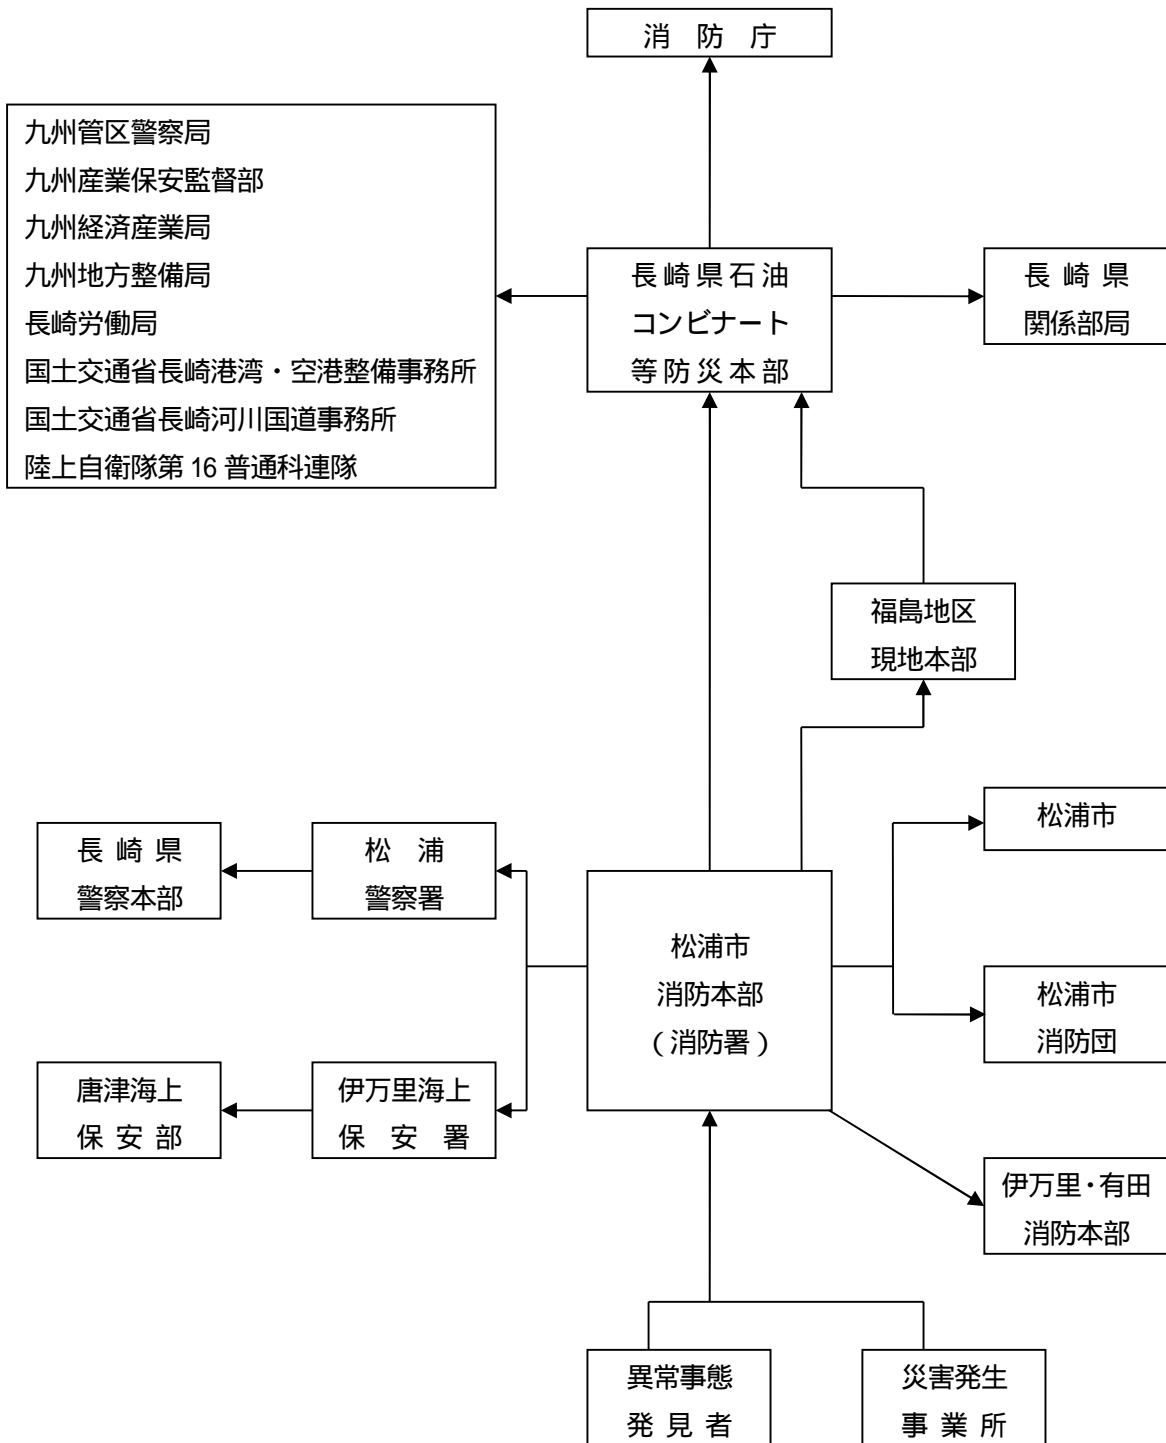 消防庁
九州管区警察局
九州産業保安監督部
九州経済産業局
九州地方整備局
長崎労働局
国土交通省長崎港湾・空港整備事務所
国土交通省長崎河川国道事務所
陸上自衛隊第16普通科連隊
長崎県石油
コンビナート
等防災本部
長崎県
関係部局
福島地区
現地本部
長崎県
警察本部
松浦
警察署
松浦市
消防本部
（消防署）
松浦市
松浦市
消防団
唐津海上
保安部
伊万里海上
保安署
伊万里・有田
消防本部
異常事態
発見者
災害発生
事業所